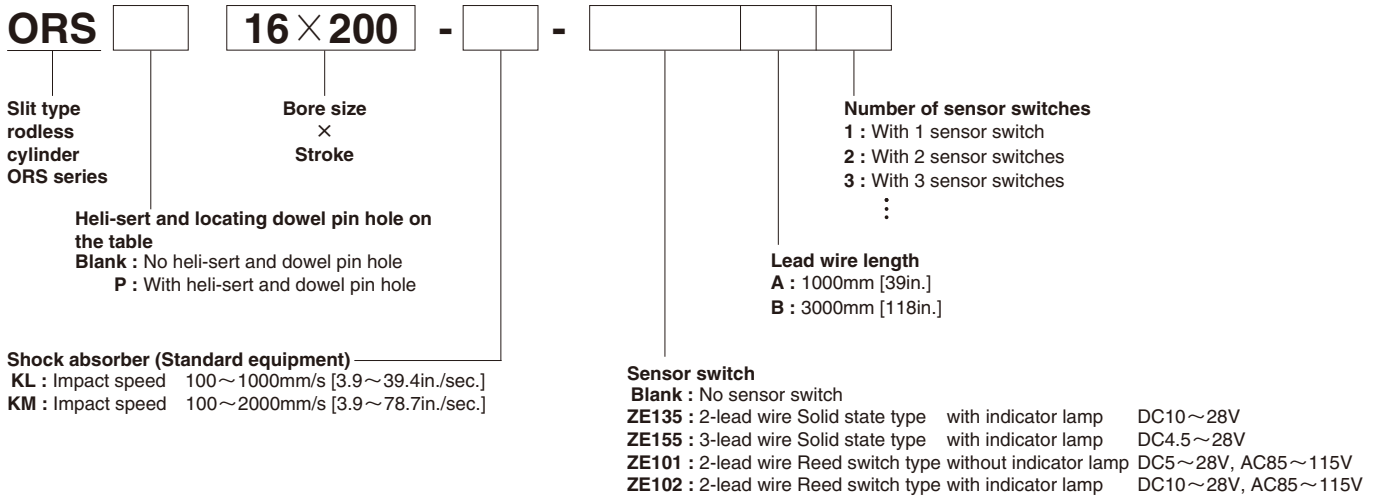 ORS 16×200 - -
Slit type
rodless
cylinder
ORS series
Bore size
×
Stroke
Number of sensor switches
1 : With 1 sensor switch
2 : With 2 sensor switches
3 : With 3 sensor switches
⋮
Heli-sert and locating dowel pin hole on
the table
Blank : No heli-sert and dowel pin hole
P : With heli-sert and dowel pin hole
Lead wire length
A : 1000mm [39in.]
B : 3000mm [118in.]
Shock absorber (Standard equipment)
KL : Impact speed 100～1000mm/s [3.9～39.4in./sec.]
KM : Impact speed 100～2000mm/s [3.9～78.7in./sec.]
Sensor switch
Blank : No sensor switch
ZE135 : 2-lead wire Solid state type with indicator lamp DC10～28V
ZE155 : 3-lead wire Solid state type with indicator lamp DC4.5～28V
ZE101 : 2-lead wire Reed switch type without indicator lamp DC5～28V, AC85～115V
ZE102 : 2-lead wire Reed switch type with indicator lamp DC10～28V, AC85～115V